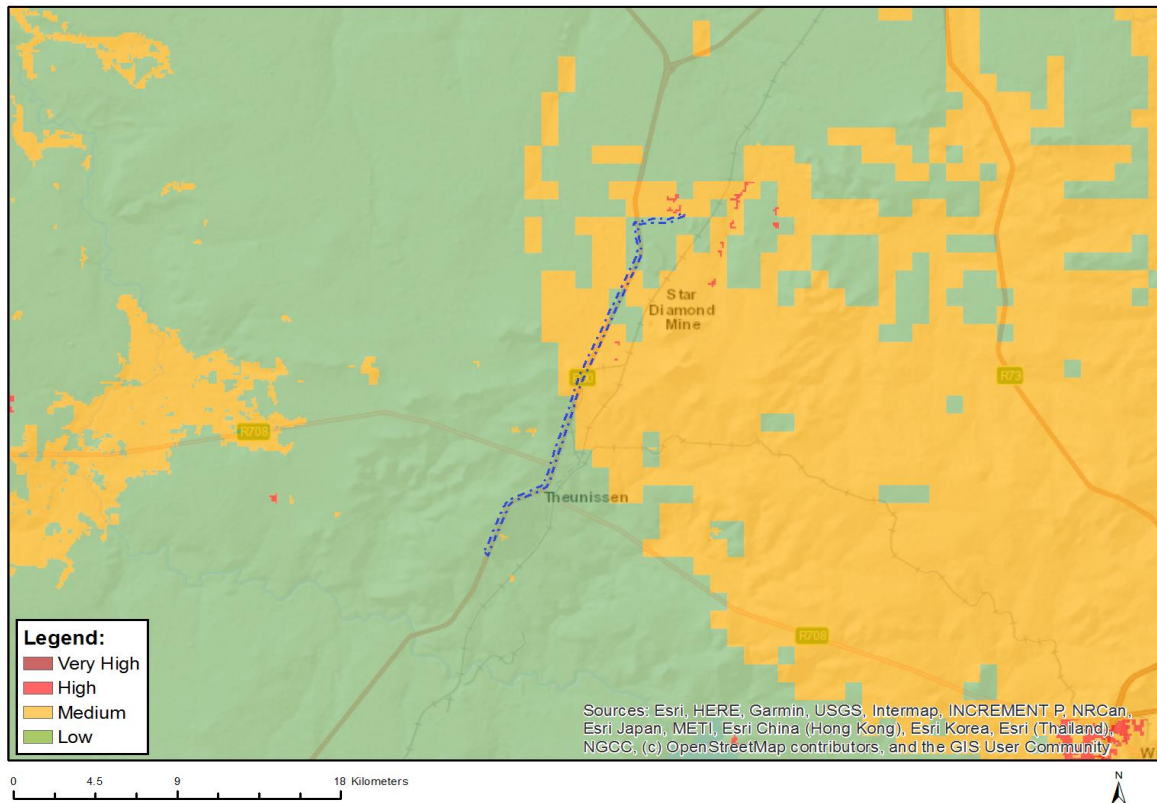 Star
Diamond
Mine
R73
R708
Theunissen
R708
Legend:
Very High
High
Medium
Low
Sources: Esri, HERE, Garmin, USGS, Intermap, INCREMENT P, NRCan,
Esri Japan, METI, Esri China (Hong Kong), Esri Korea, Esri (Thailand),
NGCC, (c) OpenStreetMap contributors, and the GIS User Community
W
0 4.5 9 18 Kilometers
N